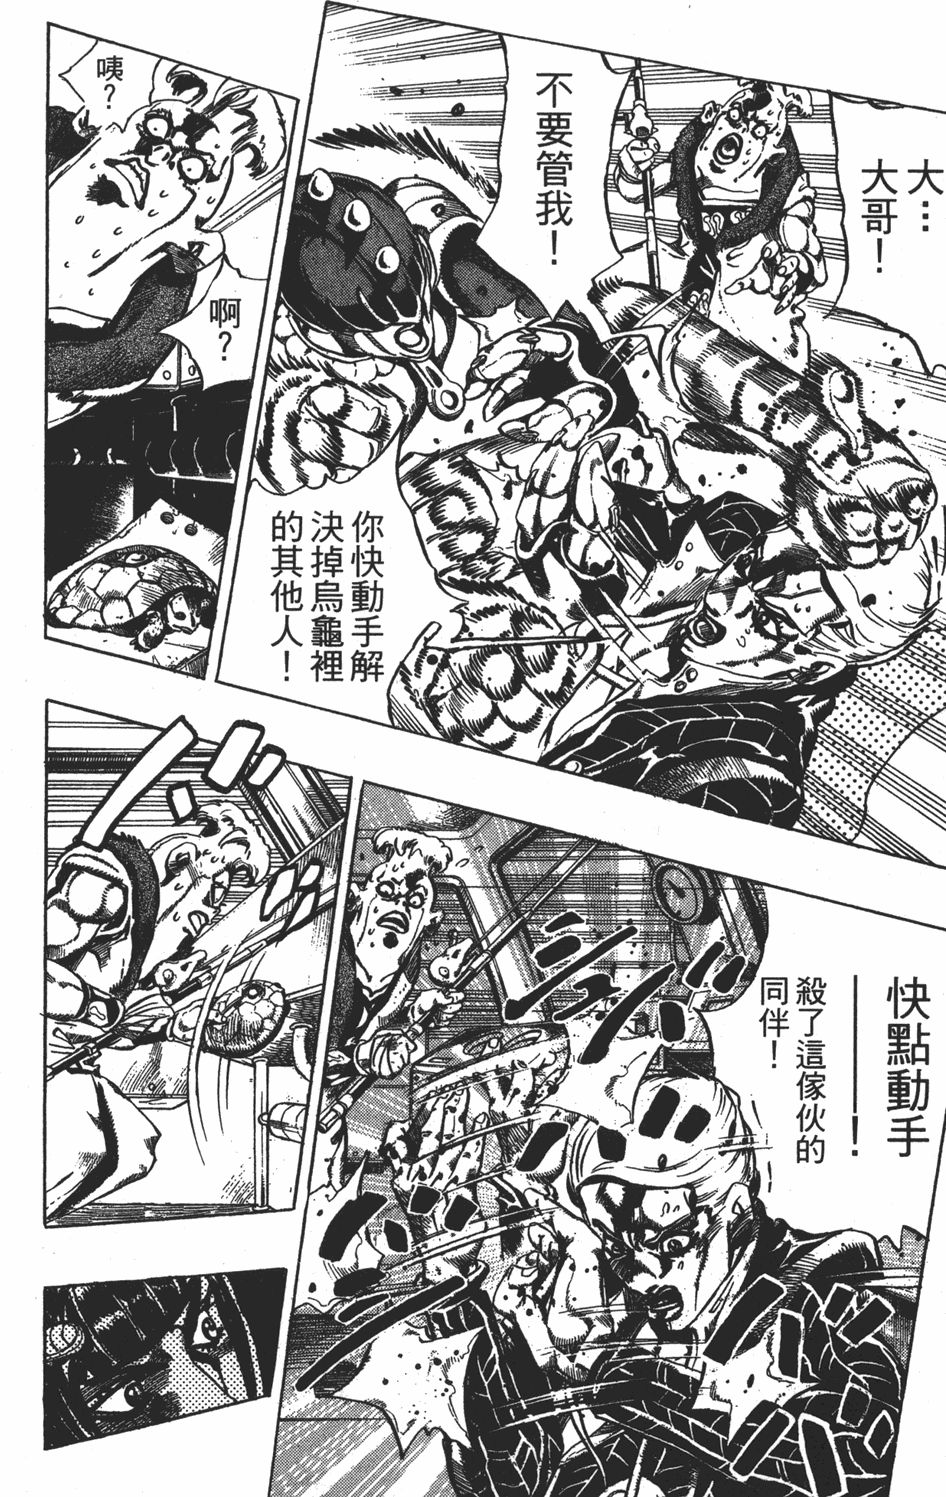 大…
大哥！
不要管我！
你快動手解
決掉烏龜裡
的其他人！
咦？
啊？
快點動手
——！
殺了這傢伙的
同伴！